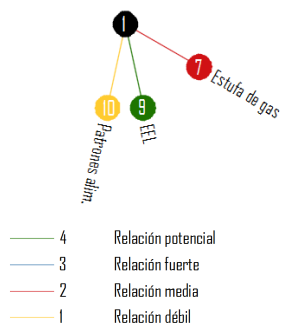 1
7
Estufa de gas
10
9
Patrones alim.
EEL
4 Relación potencial
3 Relación fuerte
2 Relación media
1 Relación débil